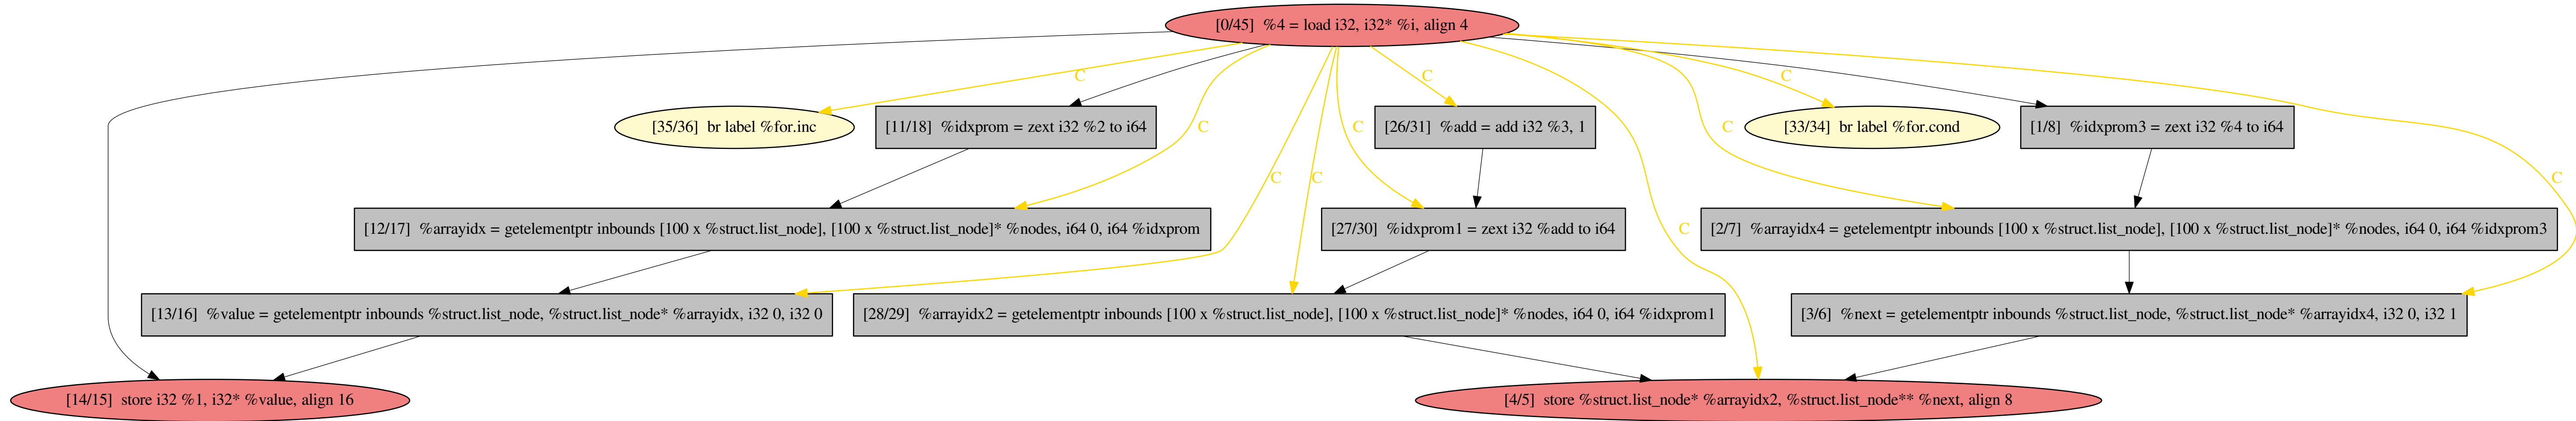 [0/45] %4 = load i32, i32* %i, align 4
C
C
C
[35/36] br label %for.inc
[11/18] %idxprom = zext i32 %2 to i64
C
C
[26/31] %add = add i32 %3, 1
C
[33/34] br label %for.cond
[1/8] %idxprom3 = zext i32 %4 to i64
C
C
C
[12/17] %arrayidx = getelementptr inbounds [100 x %struct.list_node], [100 x %struct.list_node]* %nodes, i64 0, i64 %idxprom
[27/30] %idxprom1 = zext i32 %add to i64
C
[2/7] %arrayidx4 = getelementptr inbounds [100 x %struct.list_node], [100 x %struct.list_node]* %nodes, i64 0, i64 %idxprom3
[13/16] %value = getelementptr inbounds %struct.list_node, %struct.list_node* %arrayidx, i32 0, i32 0
[28/29] %arrayidx2 = getelementptr inbounds [100 x %struct.list_node], [100 x %struct.list_node]* %nodes, i64 0, i64 %idxprom1
[3/6] %next = getelementptr inbounds %struct.list_node, %struct.list_node* %arrayidx4, i32 0, i32 1
[14/15] store i32 %1, i32* %value, align 16
[4/5] store %struct.list_node* %arrayidx2, %struct.list_node** %next, align 8